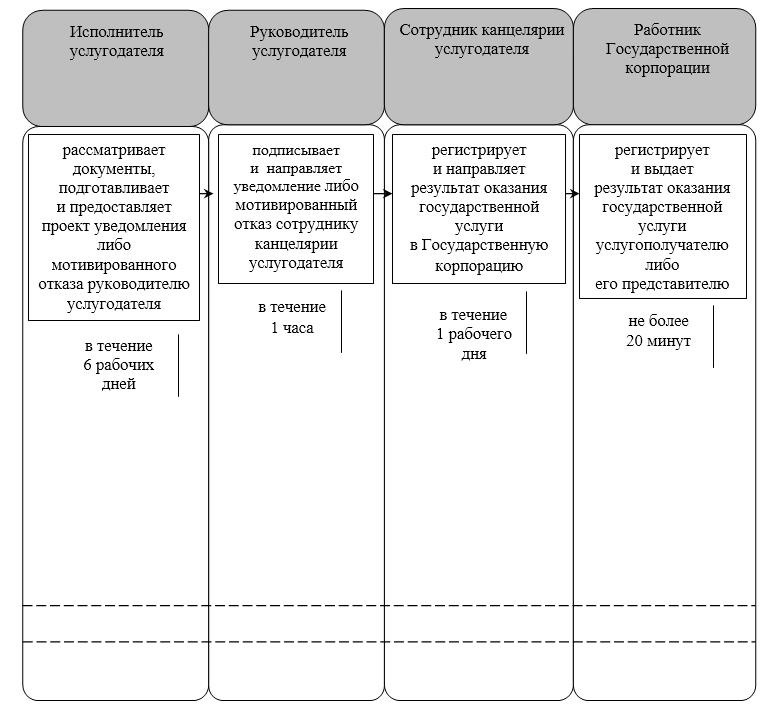 Исполнитель
услугодателя
Руководитель
услугодателя
Сотрудник канцелярии
услугодателя
Работник
Государственной
корпорации
рассматривает
документы,
подготавливает
и предоставляет
проект уведомления
либо
мотивированного
отказа руководителю
услугодателя
в течение
6 рабочих
дней
подписывает
и направляет
уведомление либо
мотивированный
отказ сотруднику
канцелярии
услугодателя
в течение
1 часа
регистрирует
и направляет
результат оказания
государственной
услуги
в Государственную
корпорацию
в течение
1 рабочего
дня
регистрирует
и выдает
результат оказания
государственной
услуги
услугополучателю
либо
его представителю
не более
20 минут